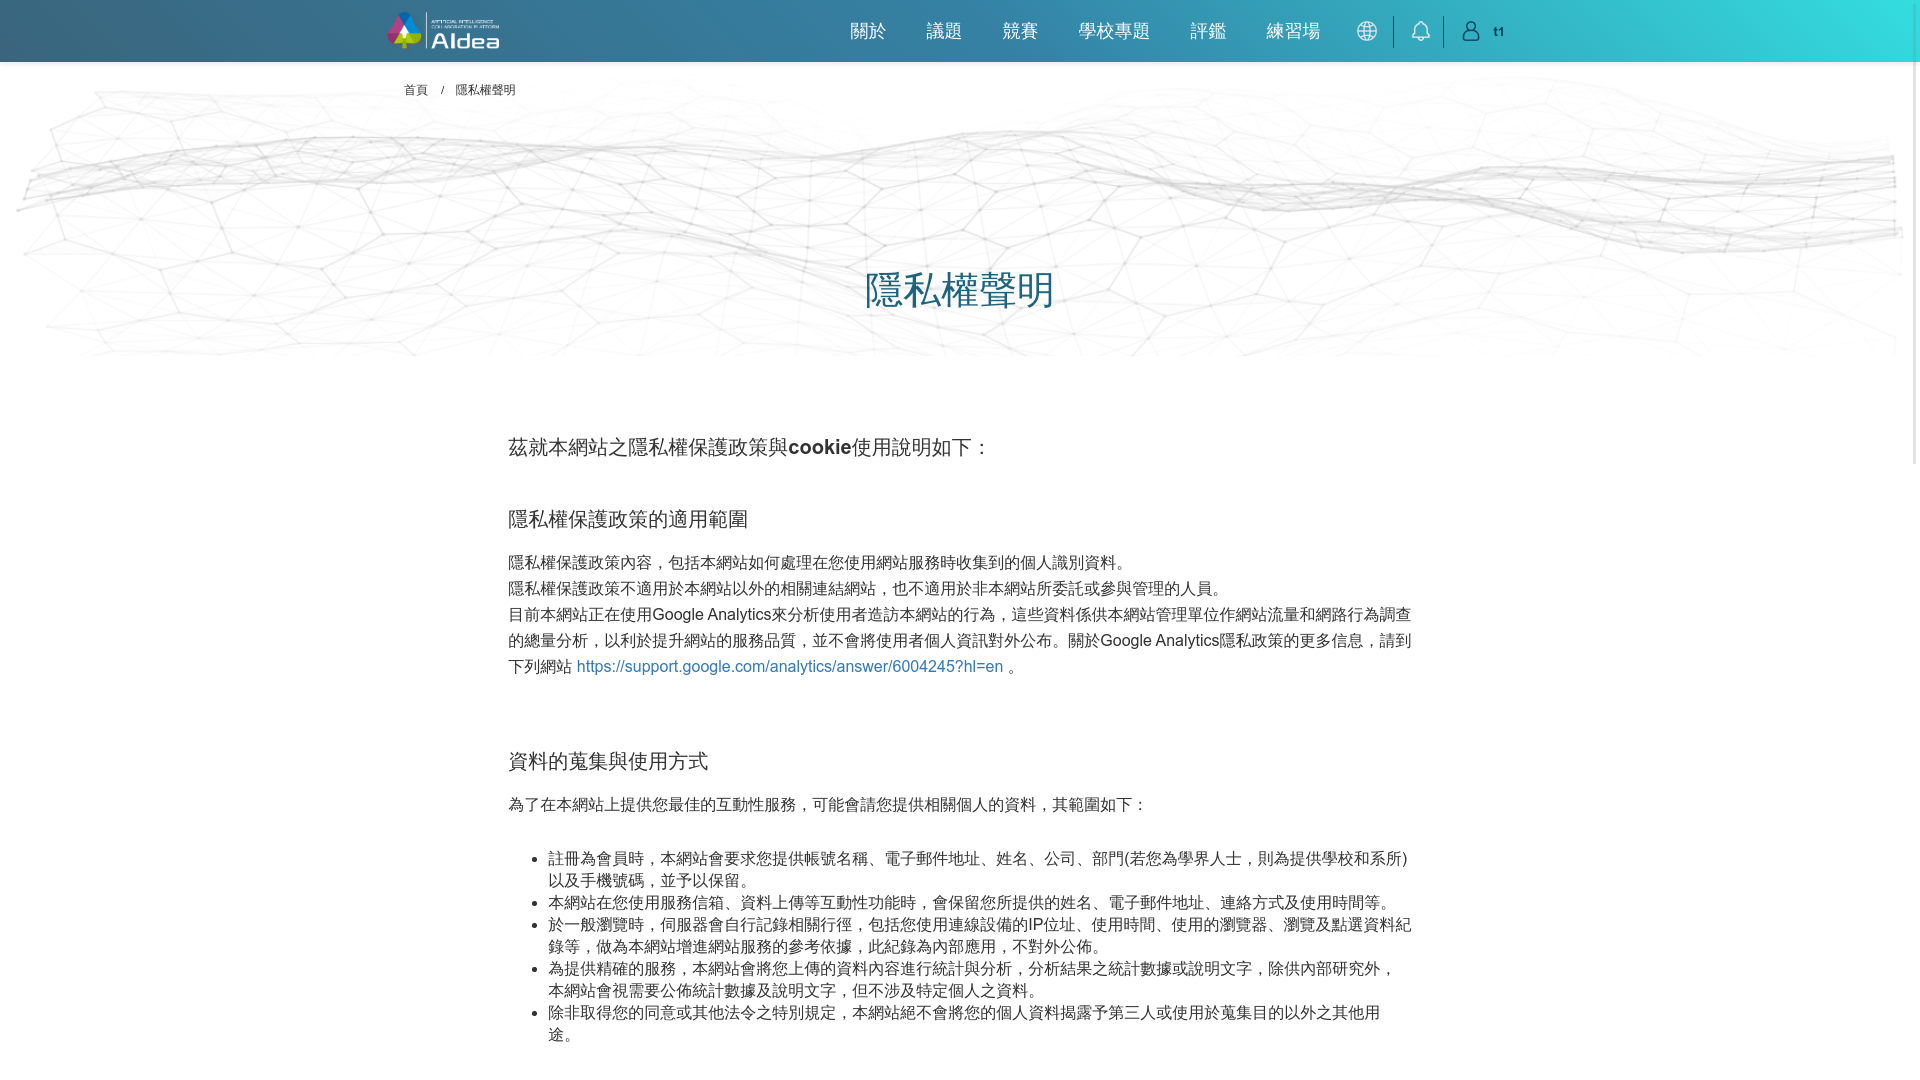 ARTIFICIAL INTELLIGENCE
COLLABORATION PLATFORM
AIdea
關於 議題 競賽 學校專題 評鑑 練習場 t1
首頁 / 隱私權聲明
隱私權聲明
茲就本網站之隱私權保護政策與cookie使用說明如下：
隱私權保護政策的適用範圍
隱私權保護政策內容，包括本網站如何處理在您使用網站服務時收集到的個人識別資料。
隱私權保護政策不適用於本網站以外的相關連結網站，也不適用於非本網站所委託或參與管理的人員。
目前本網站正在使用Google Analytics來分析使用者造訪本網站的行為，這些資料係供本網站管理單位作網站流量和網路行為調查
的總量分析，以利於提升網站的服務品質，並不會將使用者個人資訊對外公布。關於Google Analytics隱私政策的更多信息，請到
下列網站 https://support.google.com/analytics/answer/6004245?hl=en 。
資料的蒐集與使用方式
為了在本網站上提供您最佳的互動性服務，可能會請您提供相關個人的資料，其範圍如下：
• 註冊為會員時，本網站會要求您提供帳號名稱、電子郵件地址、姓名、公司、部門(若您為學界人士，則為提供學校和系所)
以及手機號碼，並予以保留。
• 本網站在您使用服務信箱、資料上傳等互動性功能時，會保留您所提供的姓名、電子郵件地址、連絡方式及使用時間等。
• 於一般瀏覽時，伺服器會自行記錄相關行徑，包括您使用連線設備的IP位址、使用時間、使用的瀏覽器、瀏覽及點選資料紀
錄等，做為本網站增進網站服務的參考依據，此紀錄為內部應用，不對外公佈。
• 為提供精確的服務，本網站會將您上傳的資料內容進行統計與分析，分析結果之統計數據或說明文字，除供內部研究外，
本網站會視需要公佈統計數據及說明文字，但不涉及特定個人之資料。
• 除非取得您的同意或其他法令之特別規定，本網站絕不會將您的個人資料揭露予第三人或使用於蒐集目的以外之其他用
途。